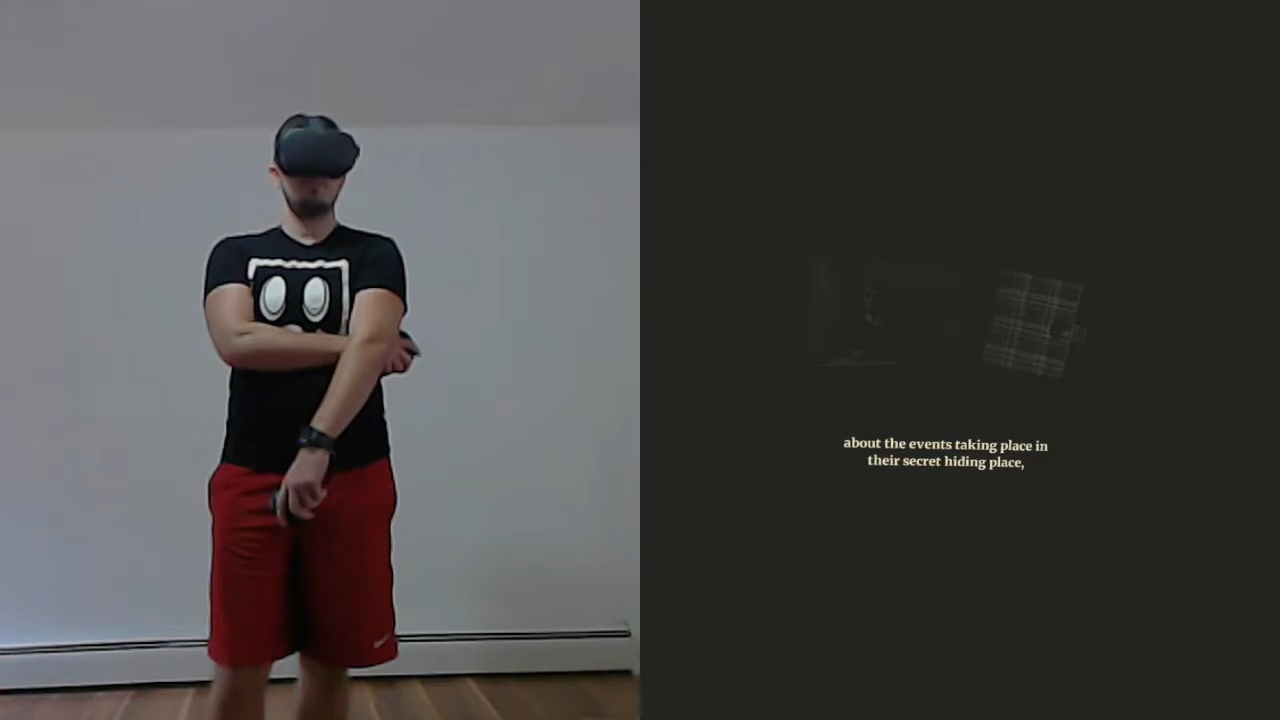 about the events taking place in
their secret hiding place,